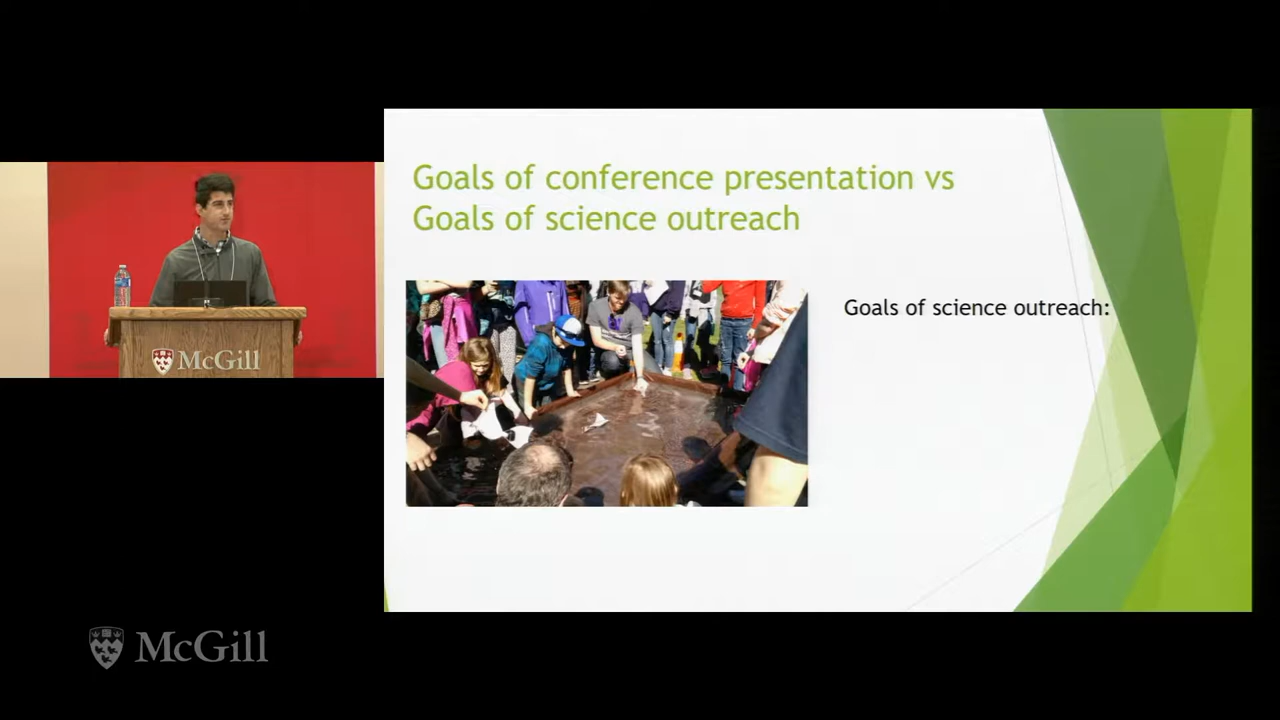 Goals of conference presentation vs
Goals of science outreach
Goals of science outreach:
McGill
McGill